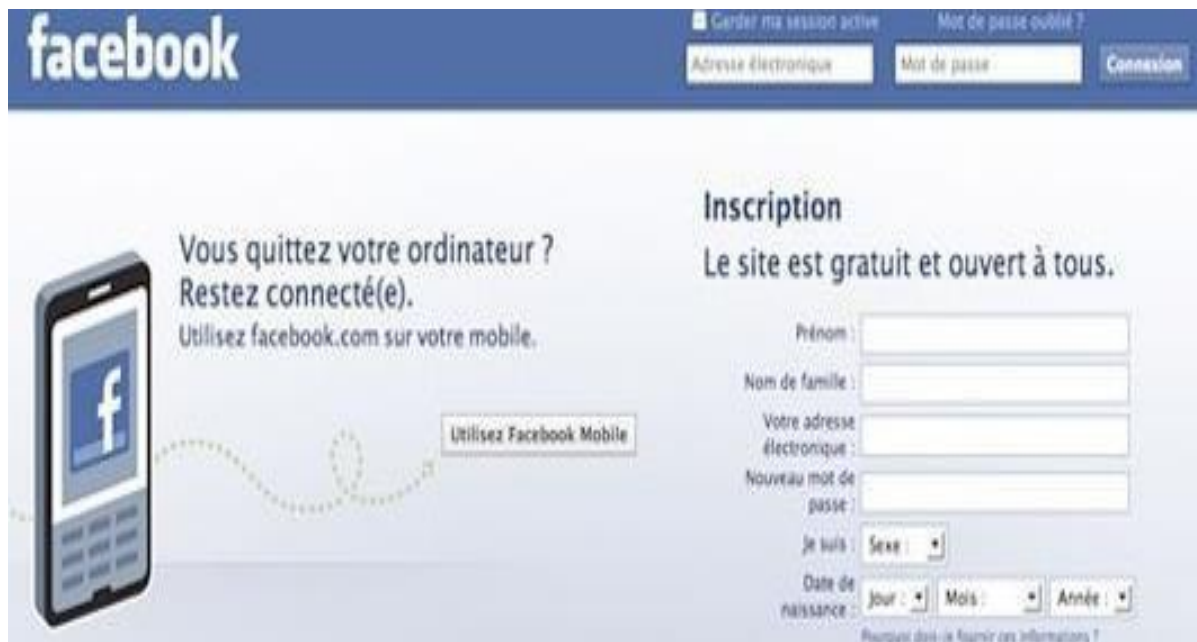 facebook
Garder ma session active
Mot de passe oublié ?
Adresse électronique
Mot de passe
Connexion
Vous quittez votre ordinateur ?
Restez connecté(e).
Utilisez facebook.com sur votre mobile.
f
Utilisez Facebook Mobile
Inscription
Le site est gratuit et ouvert à tous.
Prénom :
Nom de famille :
Votre adresse
électronique :
Nouveau mot de
passe :
Je suis : Sexe :
Date de
naissance : Jour : Mois : Année :
Pourquoi dois-je fournir ces informations ?